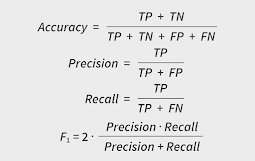 Accuracy = TP + TN / TP + TN + FP + FN
Precision = TP / TP + FP
Recall = TP / TP + FN
F₁ = 2 · Precision · Recall / Precision + Recall